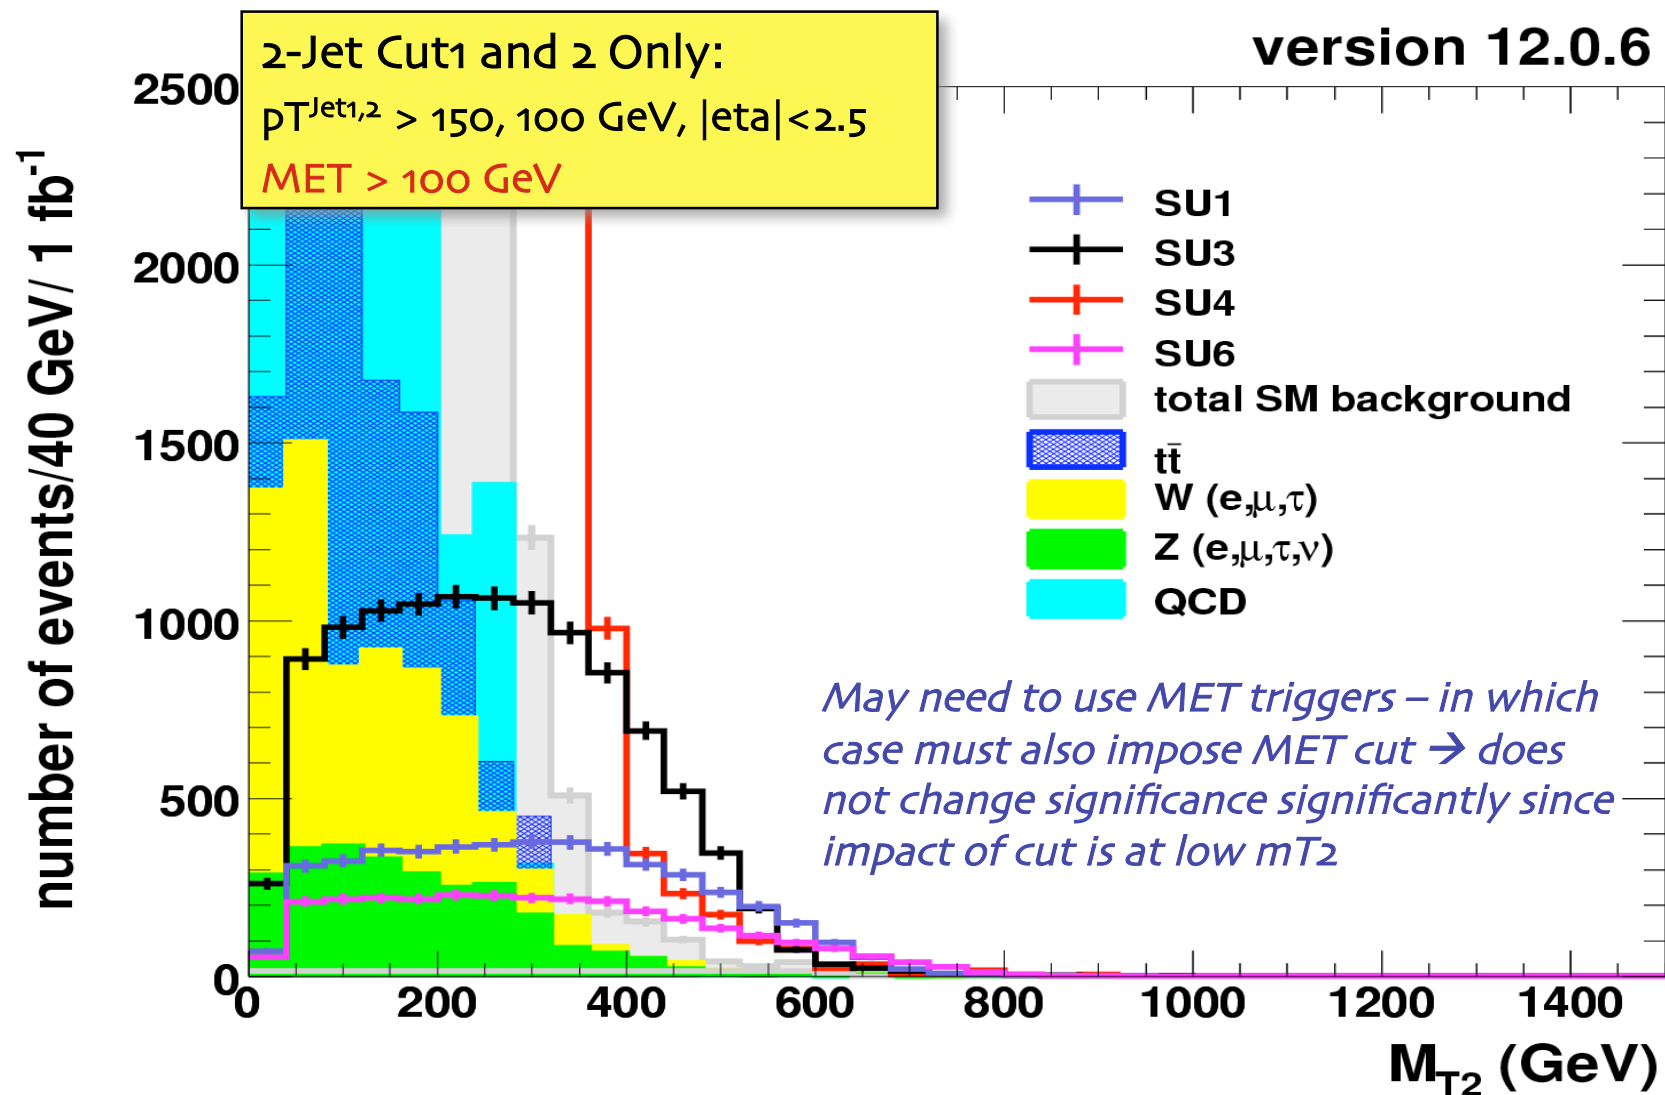 2-Jet Cut1 and 2 Only:
pT^Jet1,2 > 150, 100 GeV, |eta|<2.5
MET > 100 GeV
version 12.0.6
number of events/40 GeV/ 1 fb^-1
2500
2000
1500
1000
500
0
SU1
SU3
SU4
SU6
total SM background
tt̄
W (e,μ,τ)
Z (e,μ,τ,ν)
QCD
May need to use MET triggers – in which
case must also impose MET cut → does
not change significance significantly since
impact of cut is at low mT2
0 200 400 600 800 1000 1200 1400
M_T2 (GeV)